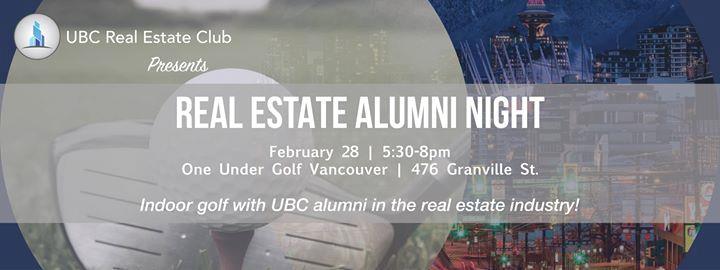 UBC Real Estate Club
Presents
REAL ESTATE ALUMNI NIGHT
February 28 | 5:30-8pm
One Under Golf Vancouver | 476 Granville St.
Indoor golf with UBC alumni in the real estate industry!